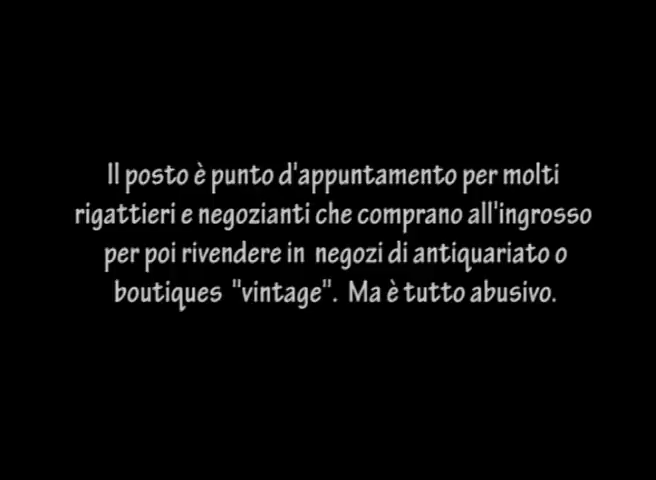 Il posto è punto d'appuntamento per molti
rigattieri e negozianti che comprano all'ingrosso
per poi rivendere in negozi di antiquariato o
boutiques "vintage". Ma è tutto abusivo.